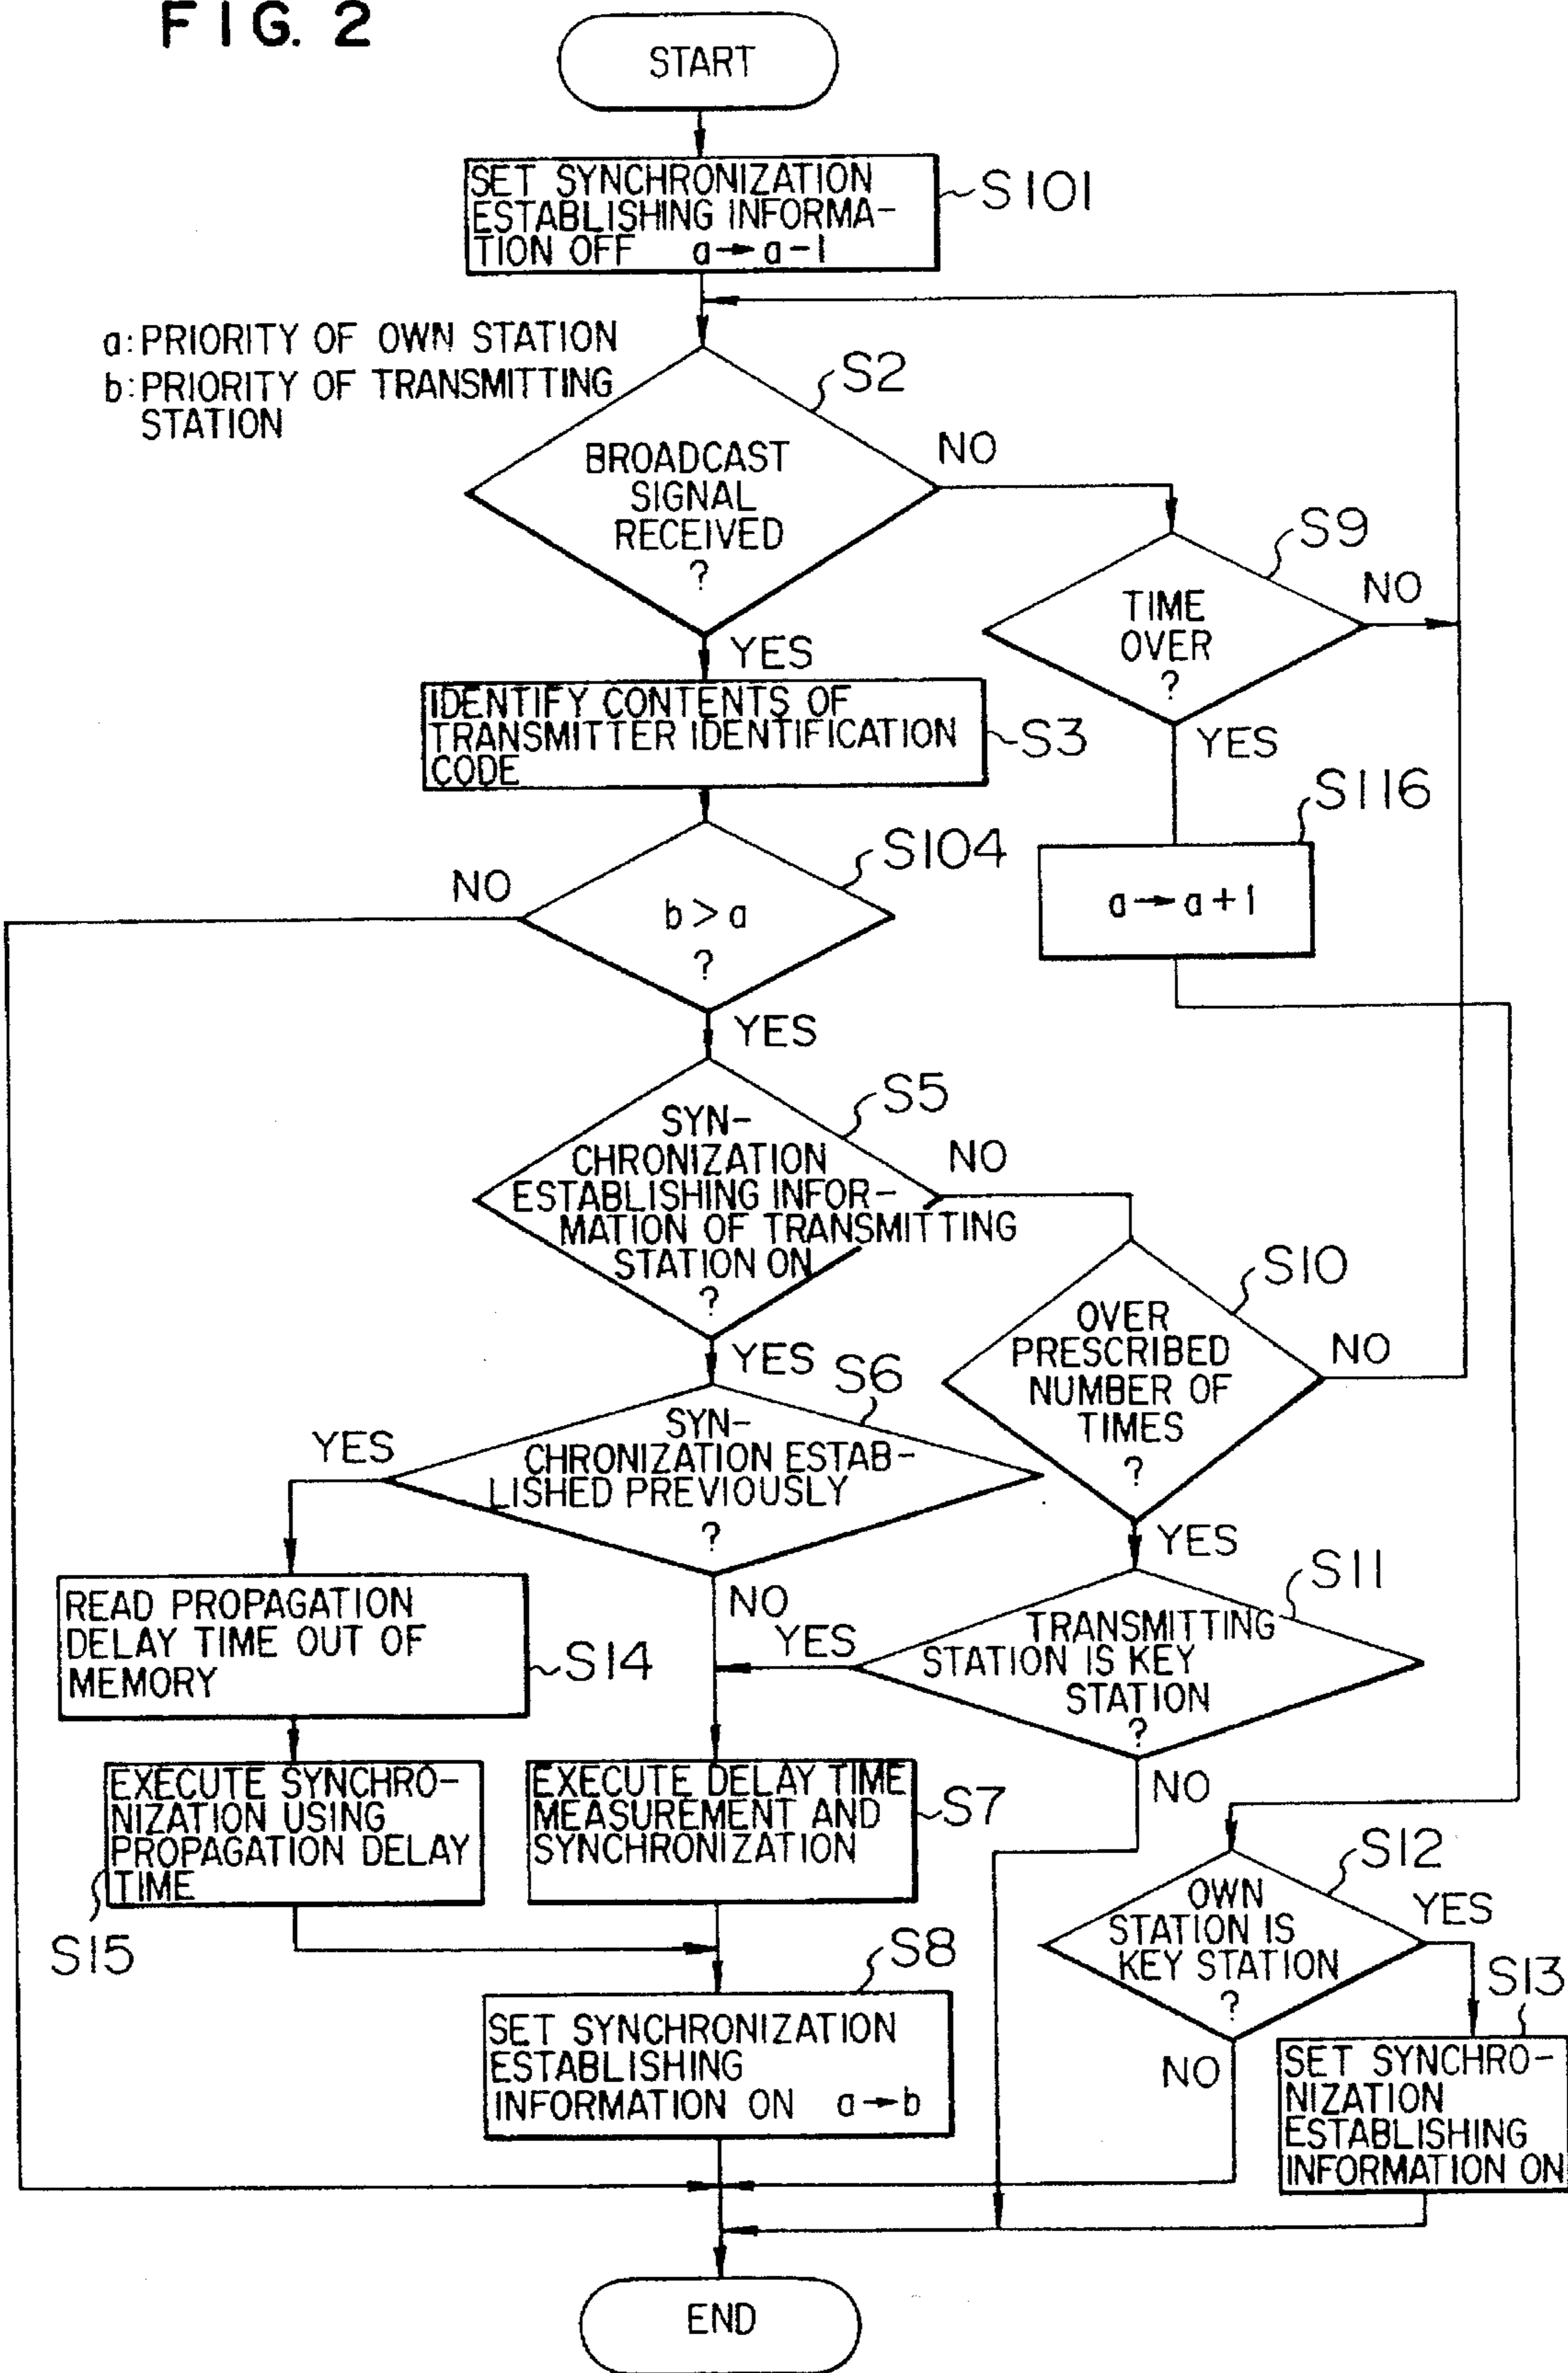 FIG. 2
START
SET SYNCHRONIZATION
ESTABLISHING INFORMA-
TION OFF a→a-1
S101
a: PRIORITY OF OWN STATION
b: PRIORITY OF TRANSMITTING
STATION
S2
BROADCAST
SIGNAL
RECEIVED
?
NO
YES
S9
TIME
OVER
?
NO
YES
IDENTIFY CONTENTS OF
TRANSMITTER IDENTIFICATION
CODE
S3
S116
a→a+1
S104
b>a
?
NO
YES
S5
SYN-
CHRONIZATION
ESTABLISHING INFOR-
MATION OF TRANSMITTING
STATION ON
?
NO
YES
S10
OVER
PRESCRIBED
NUMBER OF
TIMES
?
NO
YES
S6
SYN-
CHRONIZATION ESTAB-
LISHED PREVIOUSLY
?
YES
NO
S11
TRANSMITTING
STATION IS KEY
STATION
?
YES
NO
READ PROPAGATION
DELAY TIME OUT OF
MEMORY
S14
EXECUTE SYNCHRO-
NIZATION USING
PROPAGATION DELAY
TIME
S15
EXECUTE DELAY TIME
MEASUREMENT AND
SYNCHRONIZATION
S7
S12
OWN
STATION IS
KEY STATION
?
YES
NO
S13
SET SYNCHRO-
NIZATION
ESTABLISHING
INFORMATION ON
S8
SET SYNCHRONIZATION
ESTABLISHING
INFORMATION ON a→b
END